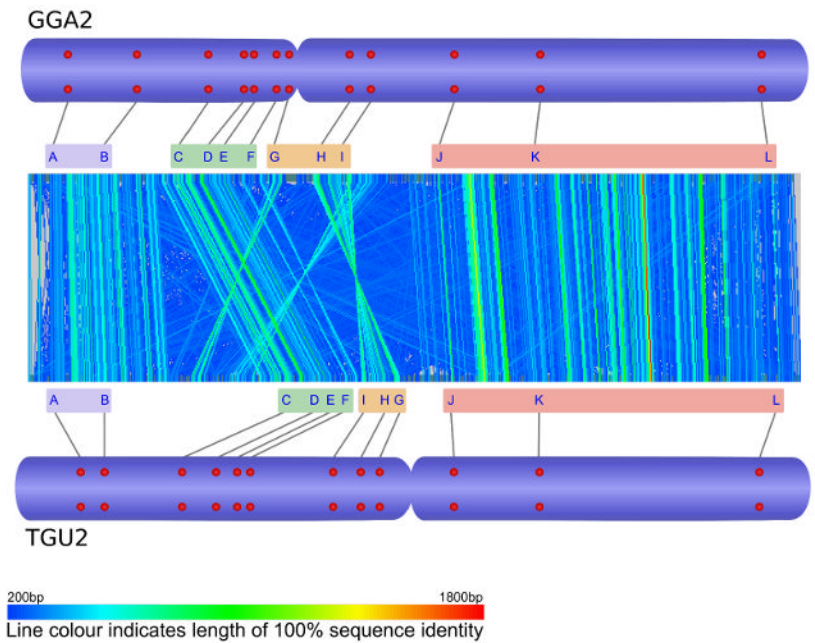 GGA2
A B C D E F G H I J K L
A B C D E F I H G J K L
TGU2
200bp 1800bp
Line colour indicates length of 100% sequence identity